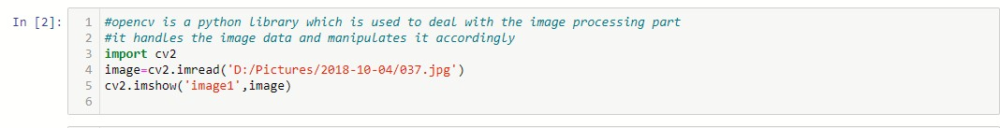 In [2]:
1 #opencv is a python library which is used to deal with the image processing part
2 #it handles the image data and manipulates it accordingly
3 import cv2
4 image=cv2.imread('D:/Pictures/2018-10-04/037.jpg')
5 cv2.imshow('image1',image)
6